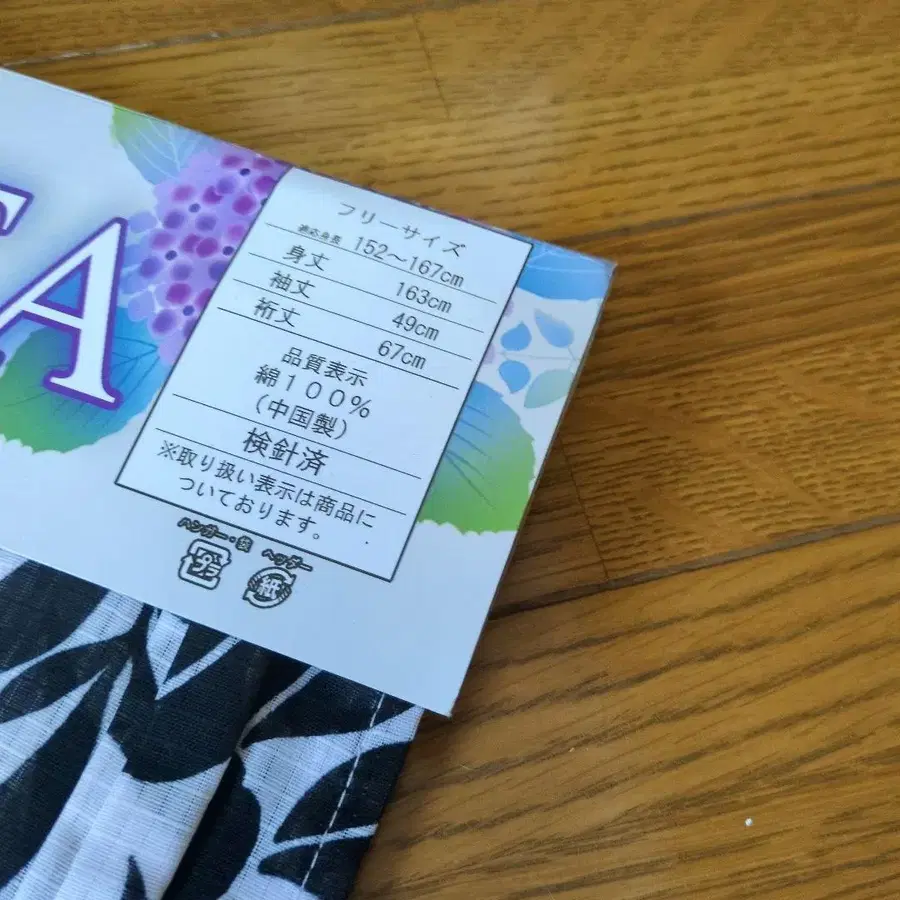 TA
フリーサイズ
適応身長 152～167cm
身丈 163cm
袖丈 49cm
裄丈 67cm
品質表示
綿100%
(中国製)
検針済
※取り扱い表示は商品に
ついております。
ハンガー・袋 ヘッダー
プラ 紙